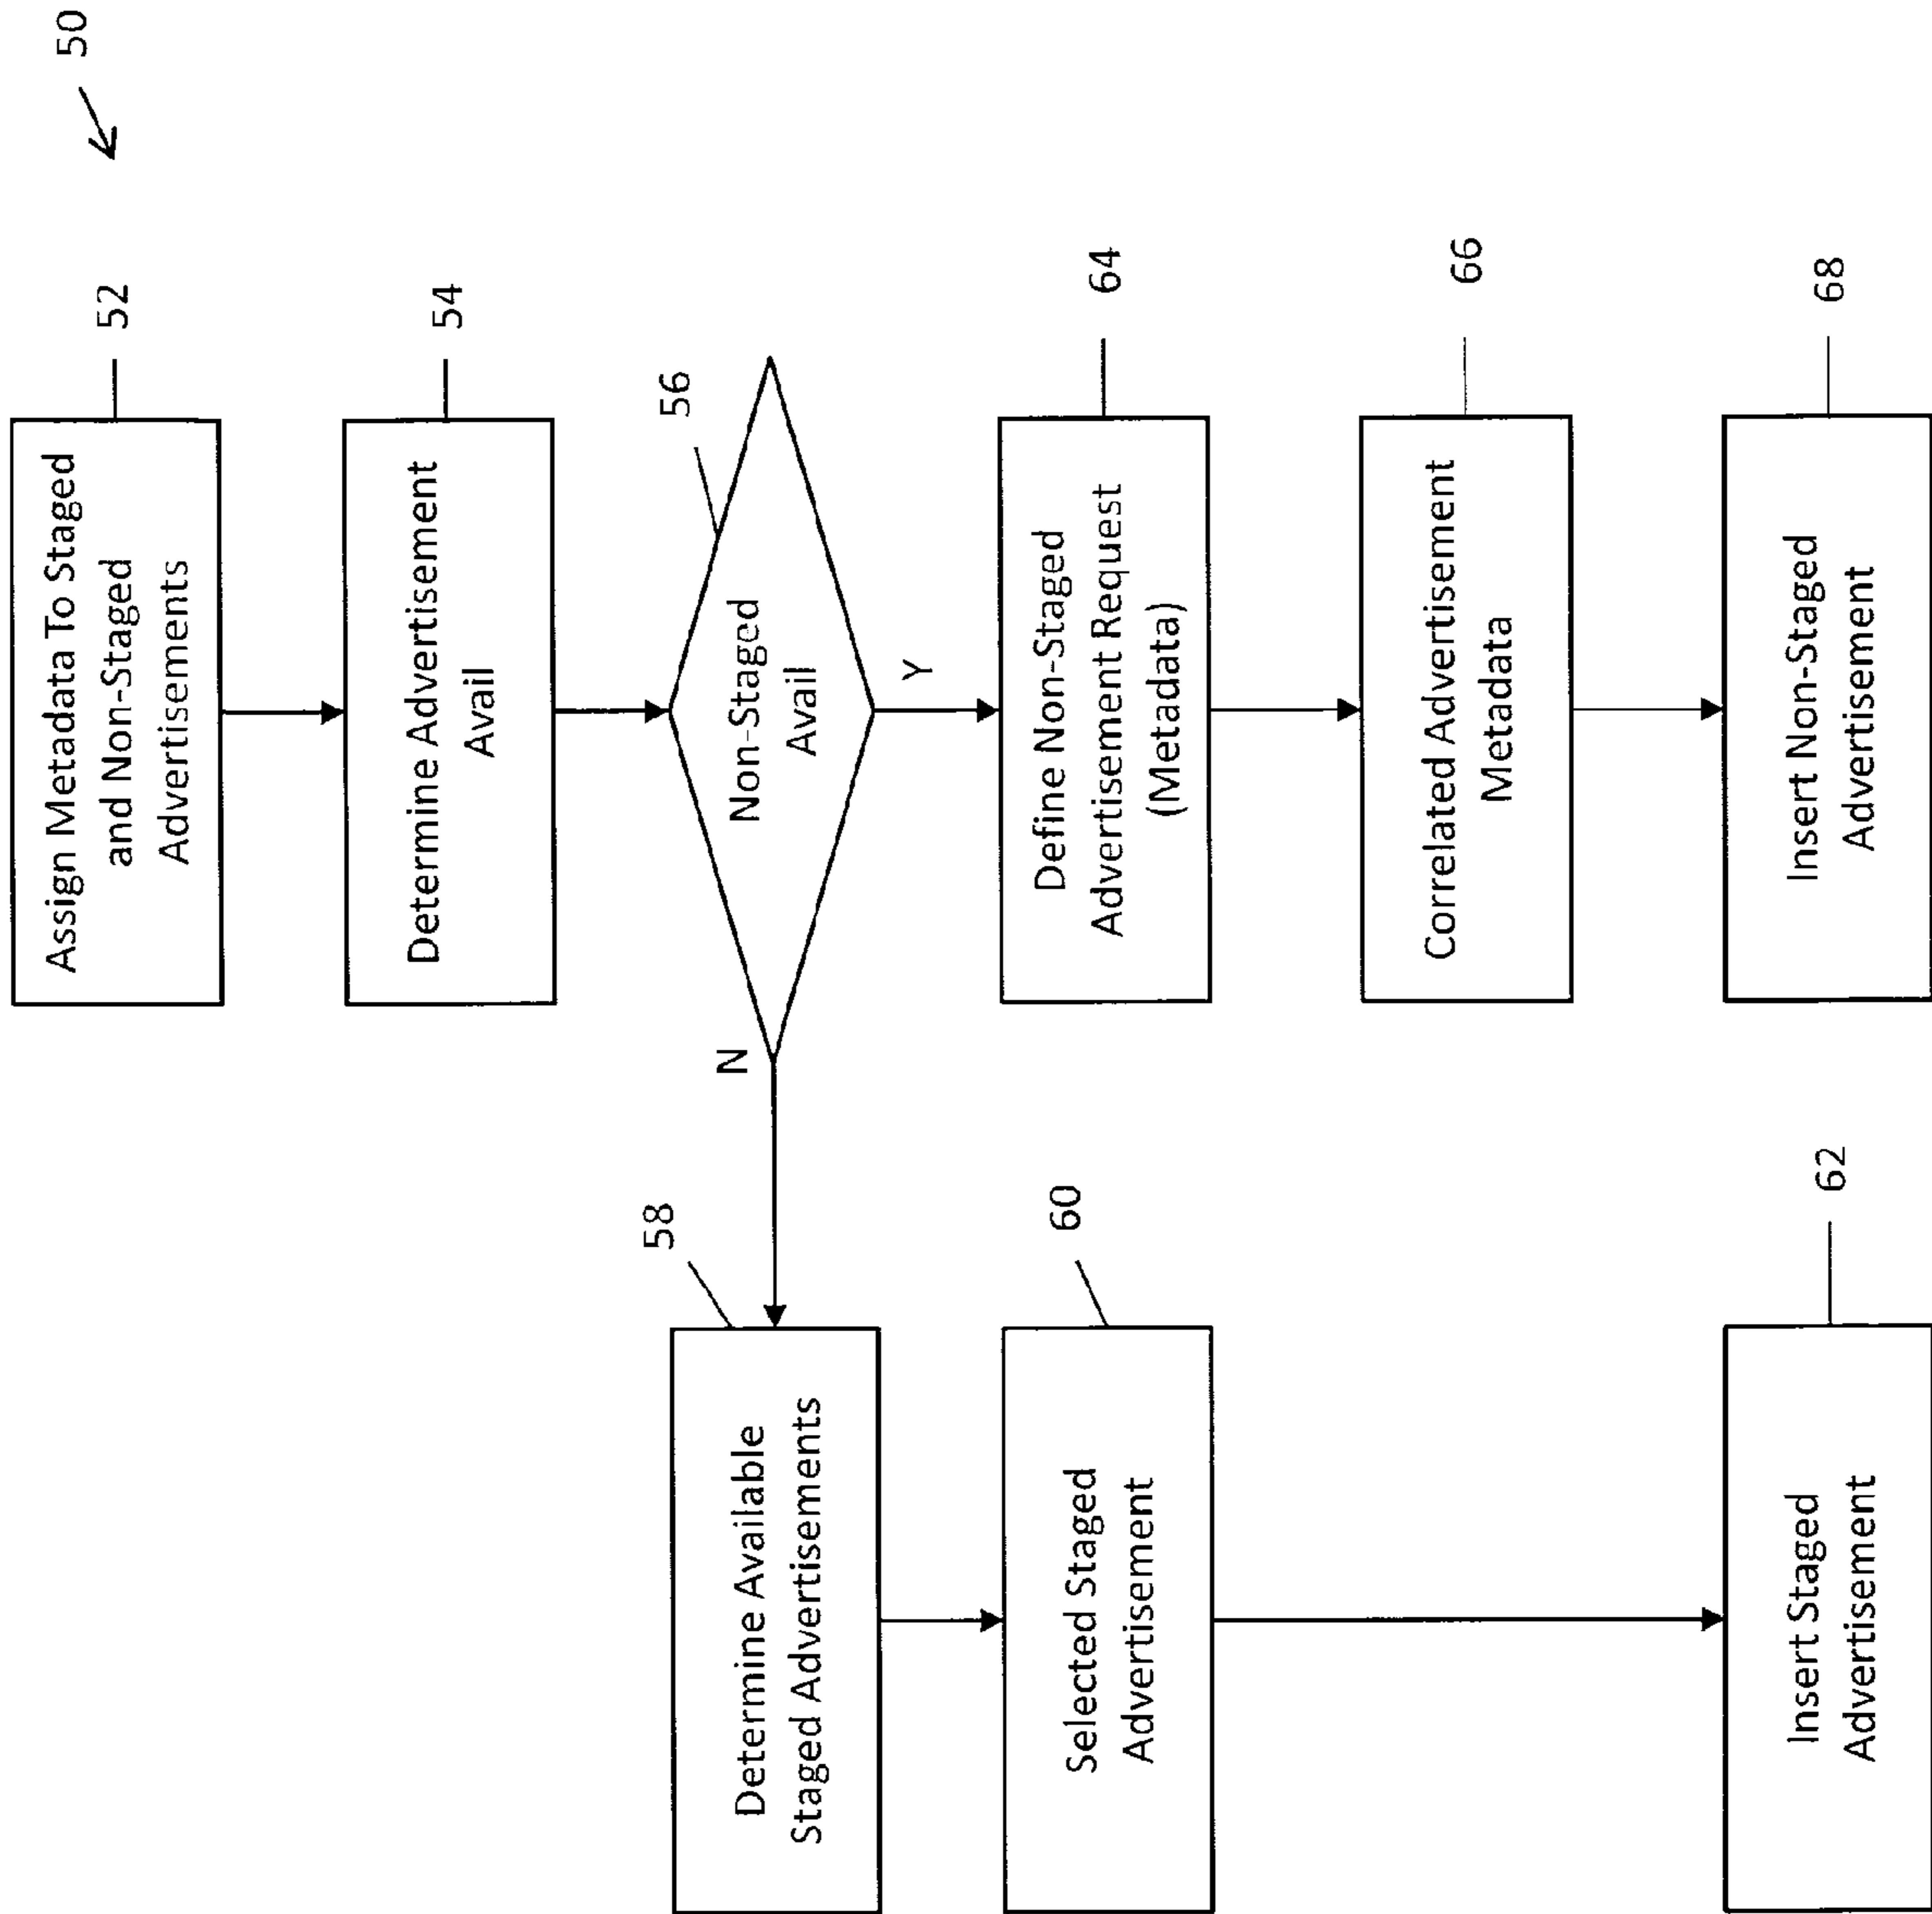 50
Assign Metadata To Staged
and Non-Staged
Advertisements
52
Determine Advertisement
Avail
54
Non-Staged
Avail
56
N
Y
Determine Available
Staged Advertisements
58
Selected Staged
Advertisement
60
Insert Staged
Advertisement
62
Define Non-Staged
Advertisement Request
(Metadata)
64
Correlated Advertisement
Metadata
66
Insert Non-Staged
Advertisement
68